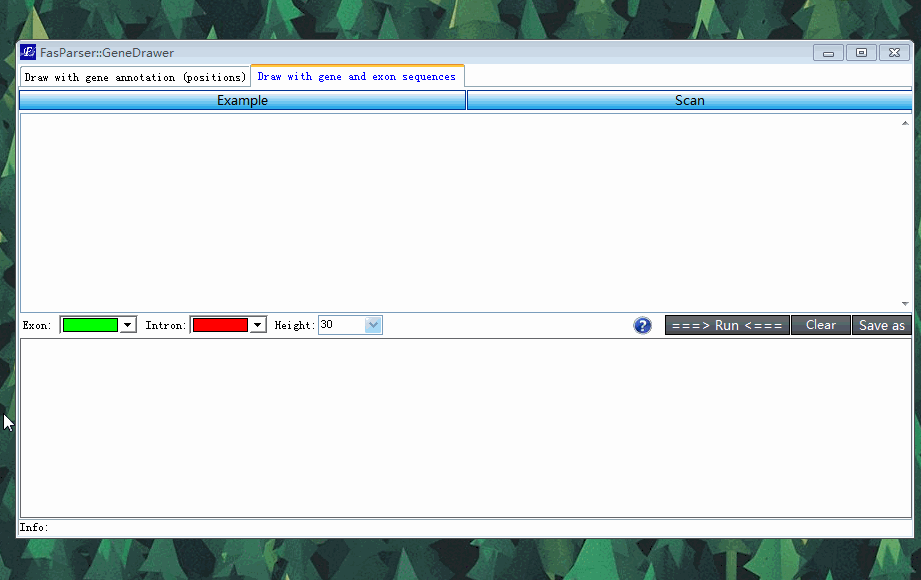 FasParser::GeneDrawer
Draw with gene annotation (positions) Draw with gene and exon sequences
Example Scan
Exon: Intron: Height: 30 ? ===> Run <=== Clear Save as
Info: